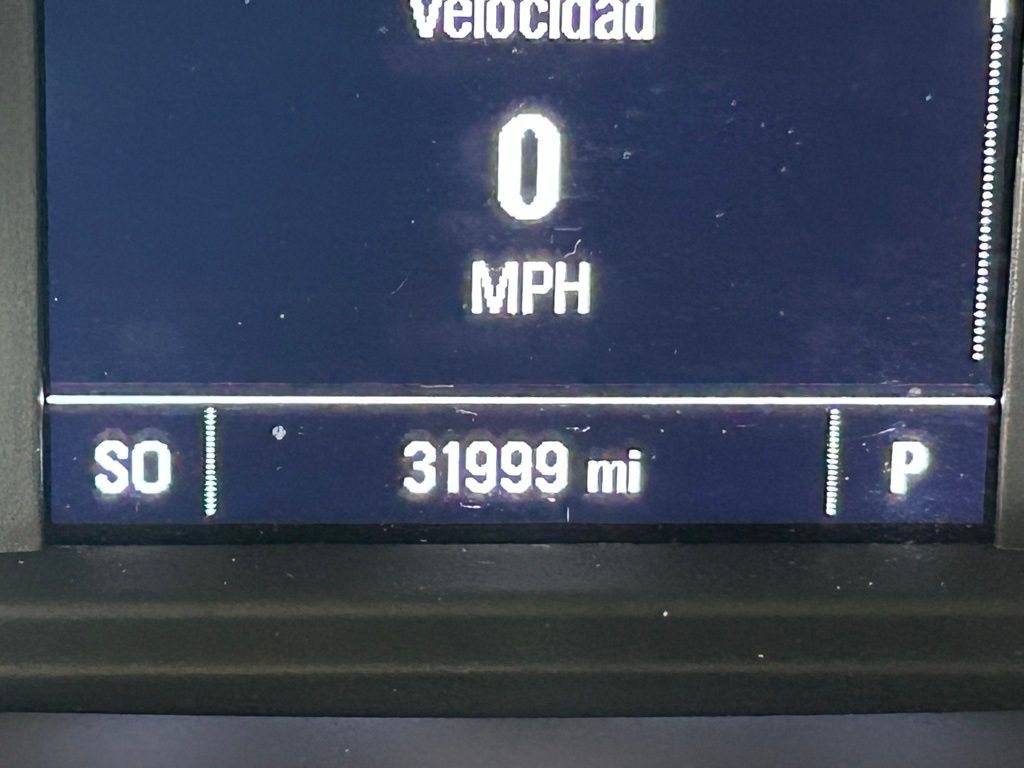 Velocidad
0
MPH
SO 31999 mi P